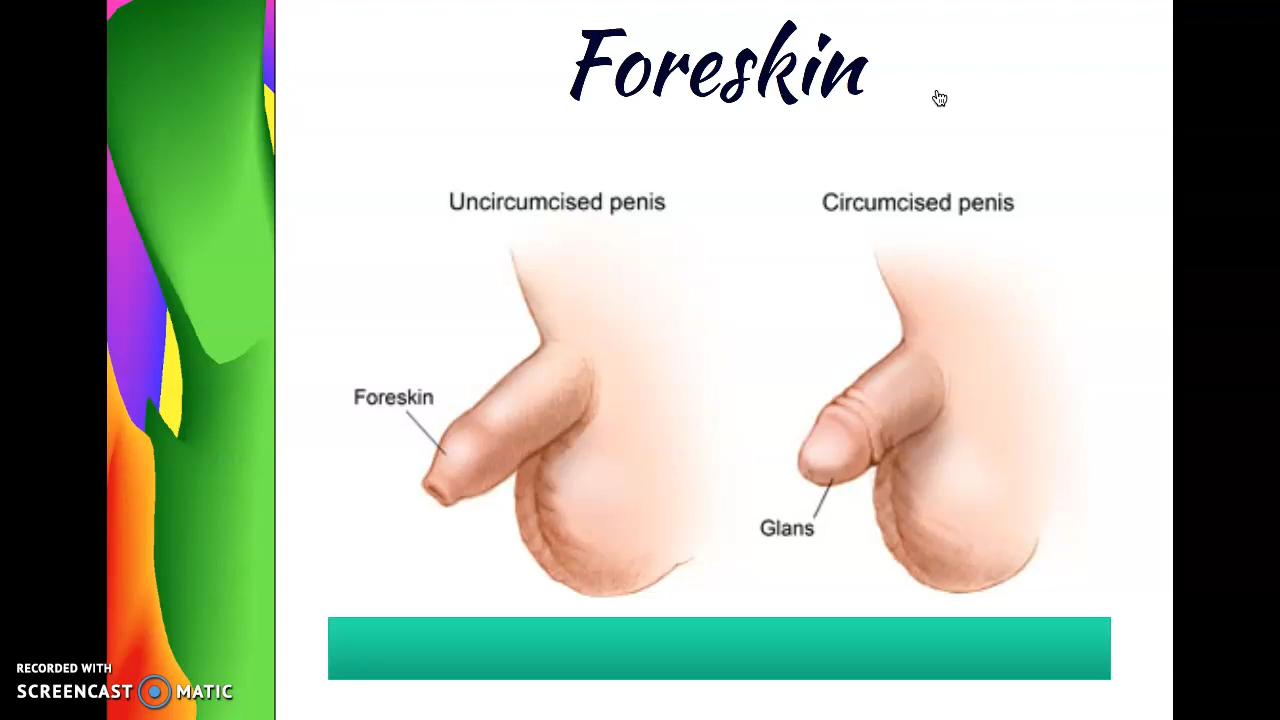 Foreskin
Uncircumcised penis
Circumcised penis
Foreskin
Glans
RECORDED WITH
SCREENCAST MATIC